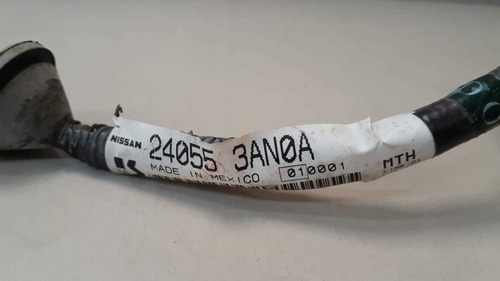 NISSAN
24055 3AN0A
MADE IN MEXICO 010001
MTH